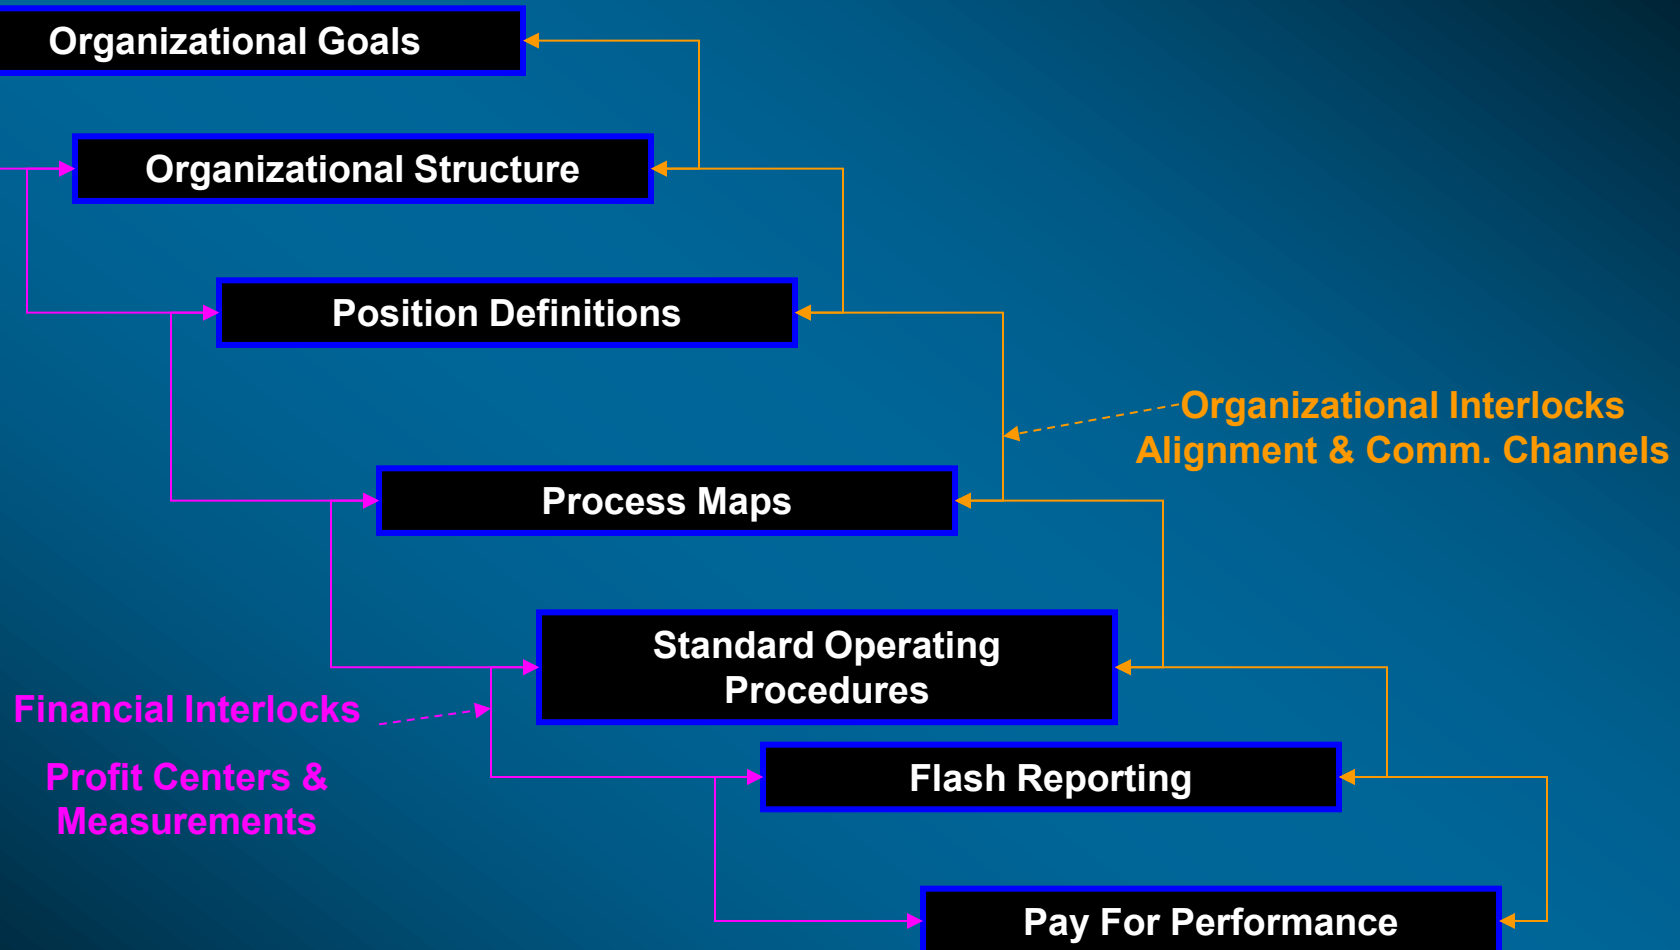 Organizational Goals
Organizational Structure
Position Definitions
Organizational Interlocks
Alignment & Comm. Channels
Process Maps
Standard Operating
Procedures
Financial Interlocks
Profit Centers &
Measurements
Flash Reporting
Pay For Performance